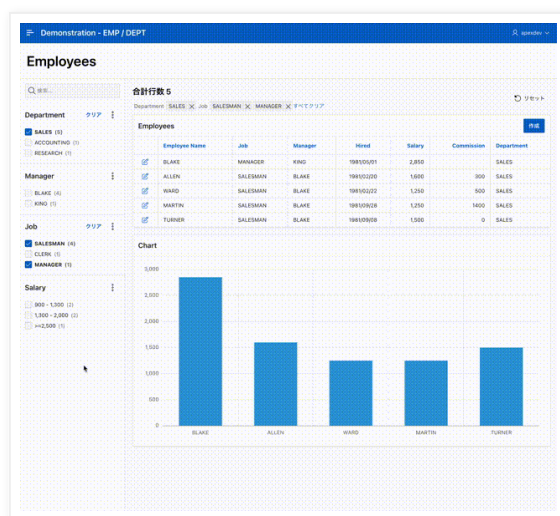 Demonstration - EMP / DEPT
apexdev
Employees
検索...
合計行数 5
リセット
Department SALES Job SALESMAN MANAGER すべてクリア
Department クリア
SALES (5)
ACCOUNTING (1)
RESEARCH (1)
Manager
BLAKE (4)
KING (1)
Job クリア
SALESMAN (4)
CLERK (1)
MANAGER (1)
Salary
900 - 1,300 (2)
1,300 - 2,000 (2)
>=2,500 (1)
Employees 作成
Employee Name Job Manager Hired Salary Commission Department
BLAKE MANAGER KING 1981/05/01 2,850 SALES
ALLEN SALESMAN BLAKE 1981/02/20 1,600 300 SALES
WARD SALESMAN BLAKE 1981/02/22 1,250 500 SALES
MARTIN SALESMAN BLAKE 1981/09/28 1,250 1400 SALES
TURNER SALESMAN BLAKE 1981/09/08 1,500 0 SALES
Chart
3,000
2,500
2,000
1,500
1,000
500
0
BLAKE ALLEN WARD MARTIN TURNER